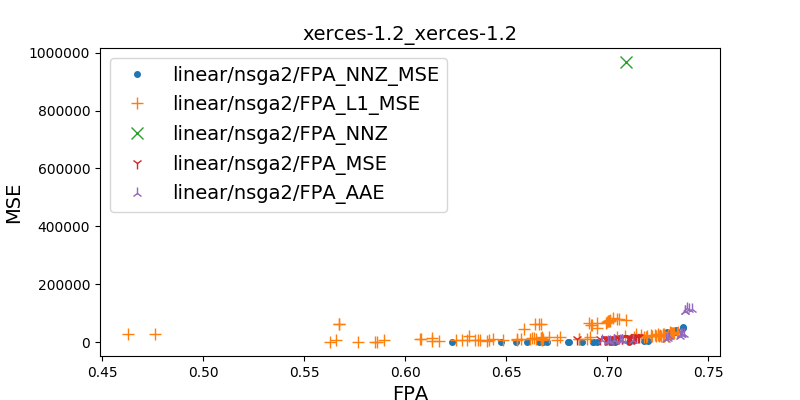 xerces-1.2_xerces-1.2
1000000
800000
600000
400000
200000
0
MSE
linear/nsga2/FPA_NNZ_MSE
linear/nsga2/FPA_L1_MSE
linear/nsga2/FPA_NNZ
linear/nsga2/FPA_MSE
linear/nsga2/FPA_AAE
0.45 0.50 0.55 0.60 0.65 0.70 0.75
FPA